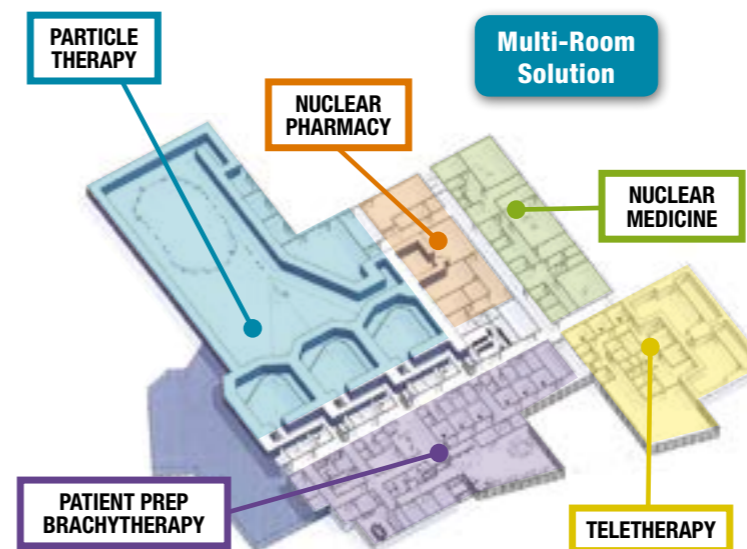 PARTICLE
THERAPY
Multi-Room
Solution
NUCLEAR
PHARMACY
NUCLEAR
MEDICINE
PATIENT PREP
BRACHYTHERAPY
TELETHERAPY